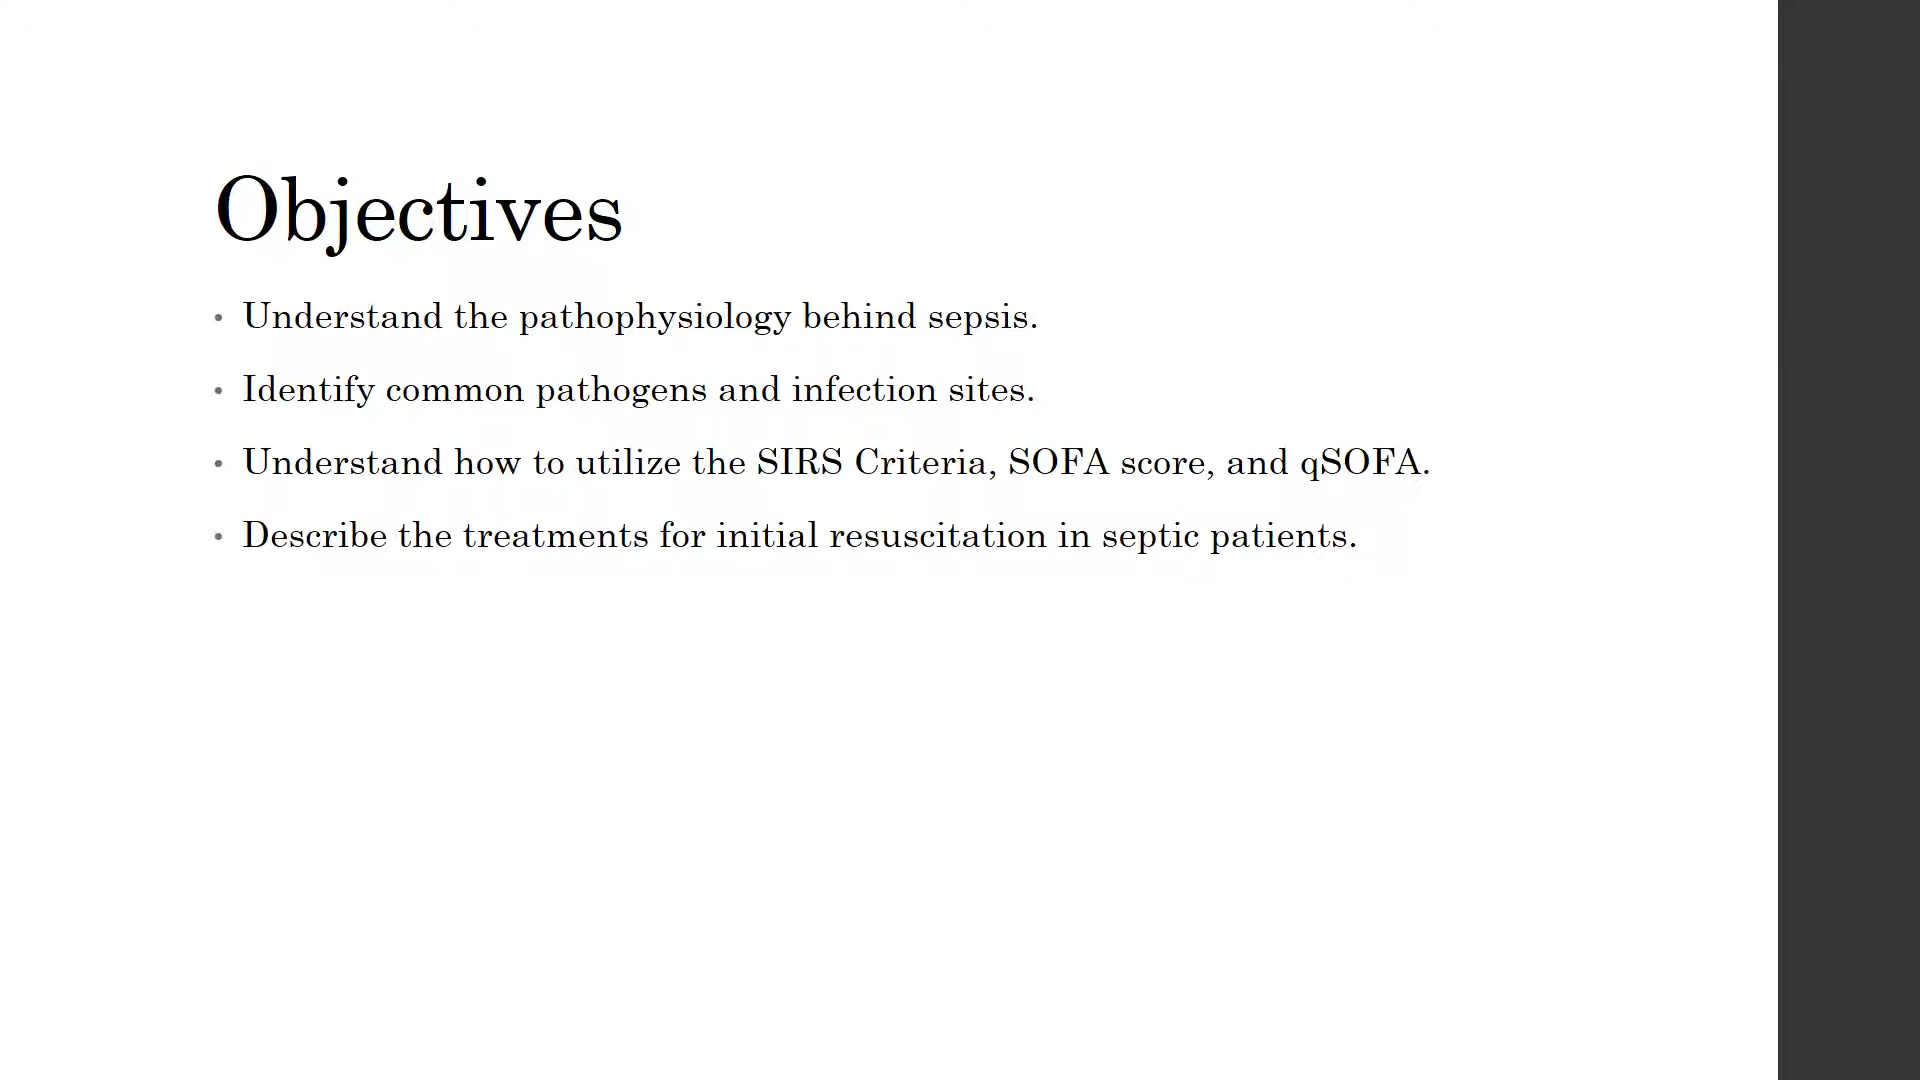 Objectives
• Understand the pathophysiology behind sepsis.
• Identify common pathogens and infection sites.
• Understand how to utilize the SIRS Criteria, SOFA score, and qSOFA.
• Describe the treatments for initial resuscitation in septic patients.